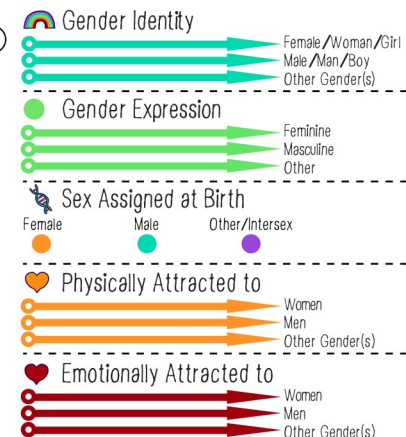 Gender Identity
Female/Woman/Girl
Male/Man/Boy
Other Gender(s)
Gender Expression
Feminine
Masculine
Other
Sex Assigned at Birth
Female Male Other/Intersex
Physically Attracted to
Women
Men
Other Gender(s)
Emotionally Attracted to
Women
Men
Other Gender(s)